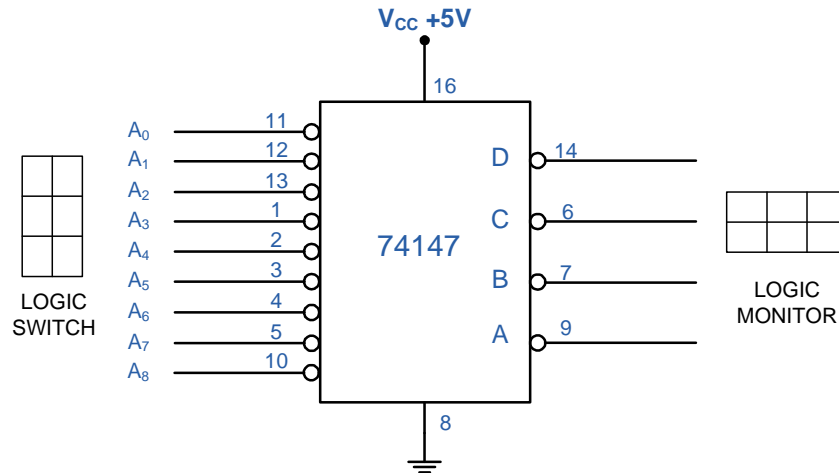 V_CC +5V
16
A₀ 11
A₁ 12
A₂ 13
A₃ 1
A₄ 2
A₅ 3
A₆ 4
A₇ 5
A₈ 10
LOGIC
SWITCH
74147
D 14
C 6
B 7
A 9
LOGIC
MONITOR
8